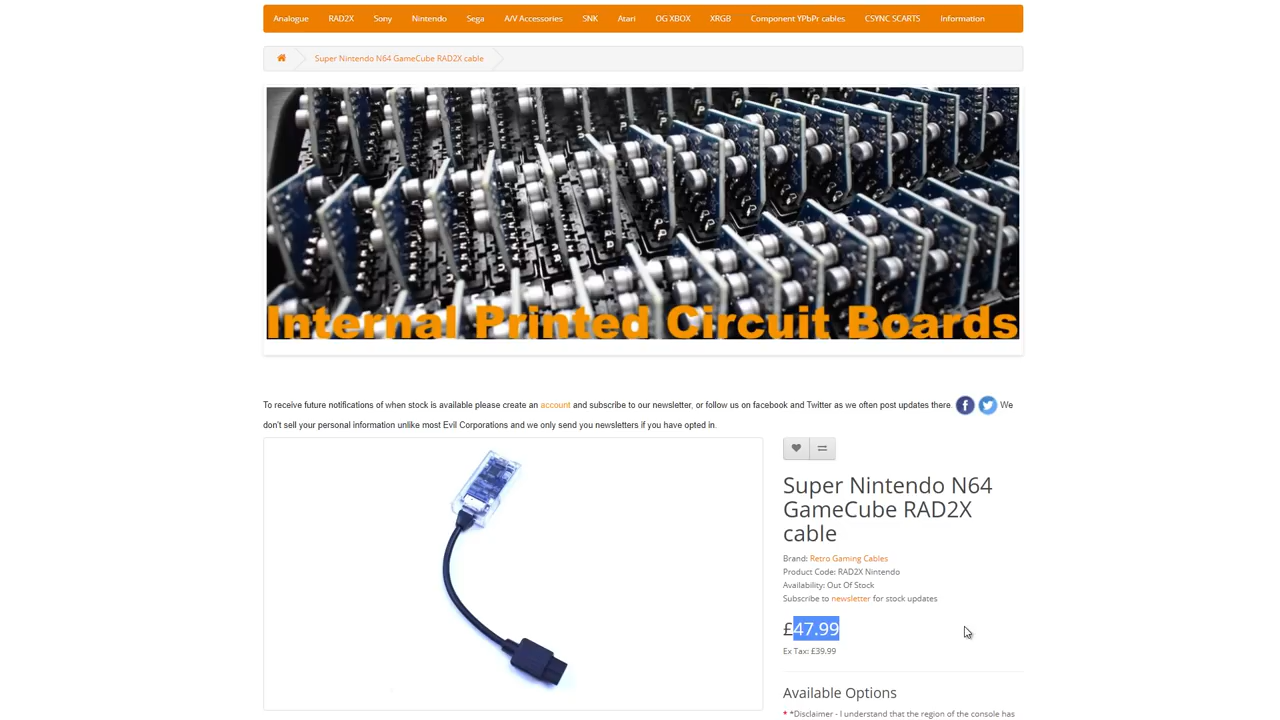 Analogue RAD2X Sony Nintendo Sega A/V Accessories SNK Atari OG XBOX XRGB Component YPbPr cables CSYNC SCARTS Information
Super Nintendo N64 GameCube RAD2X cable
Internal Printed Circuit Boards
To receive future notifications of when stock is available please create an account and subscribe to our newsletter, or follow us on facebook and Twitter as we often post updates there. We
don't sell your personal information unlike most Evil Corporations and we only send you newsletters if you have opted in.
Super Nintendo N64
GameCube RAD2X
cable
Brand: Retro Gaming Cables
Product Code: RAD2X Nintendo
Availability: Out Of Stock
Subscribe to newsletter for stock updates
£47.99
Ex Tax: £39.99
Available Options
* *Disclaimer - I understand that the region of the console has